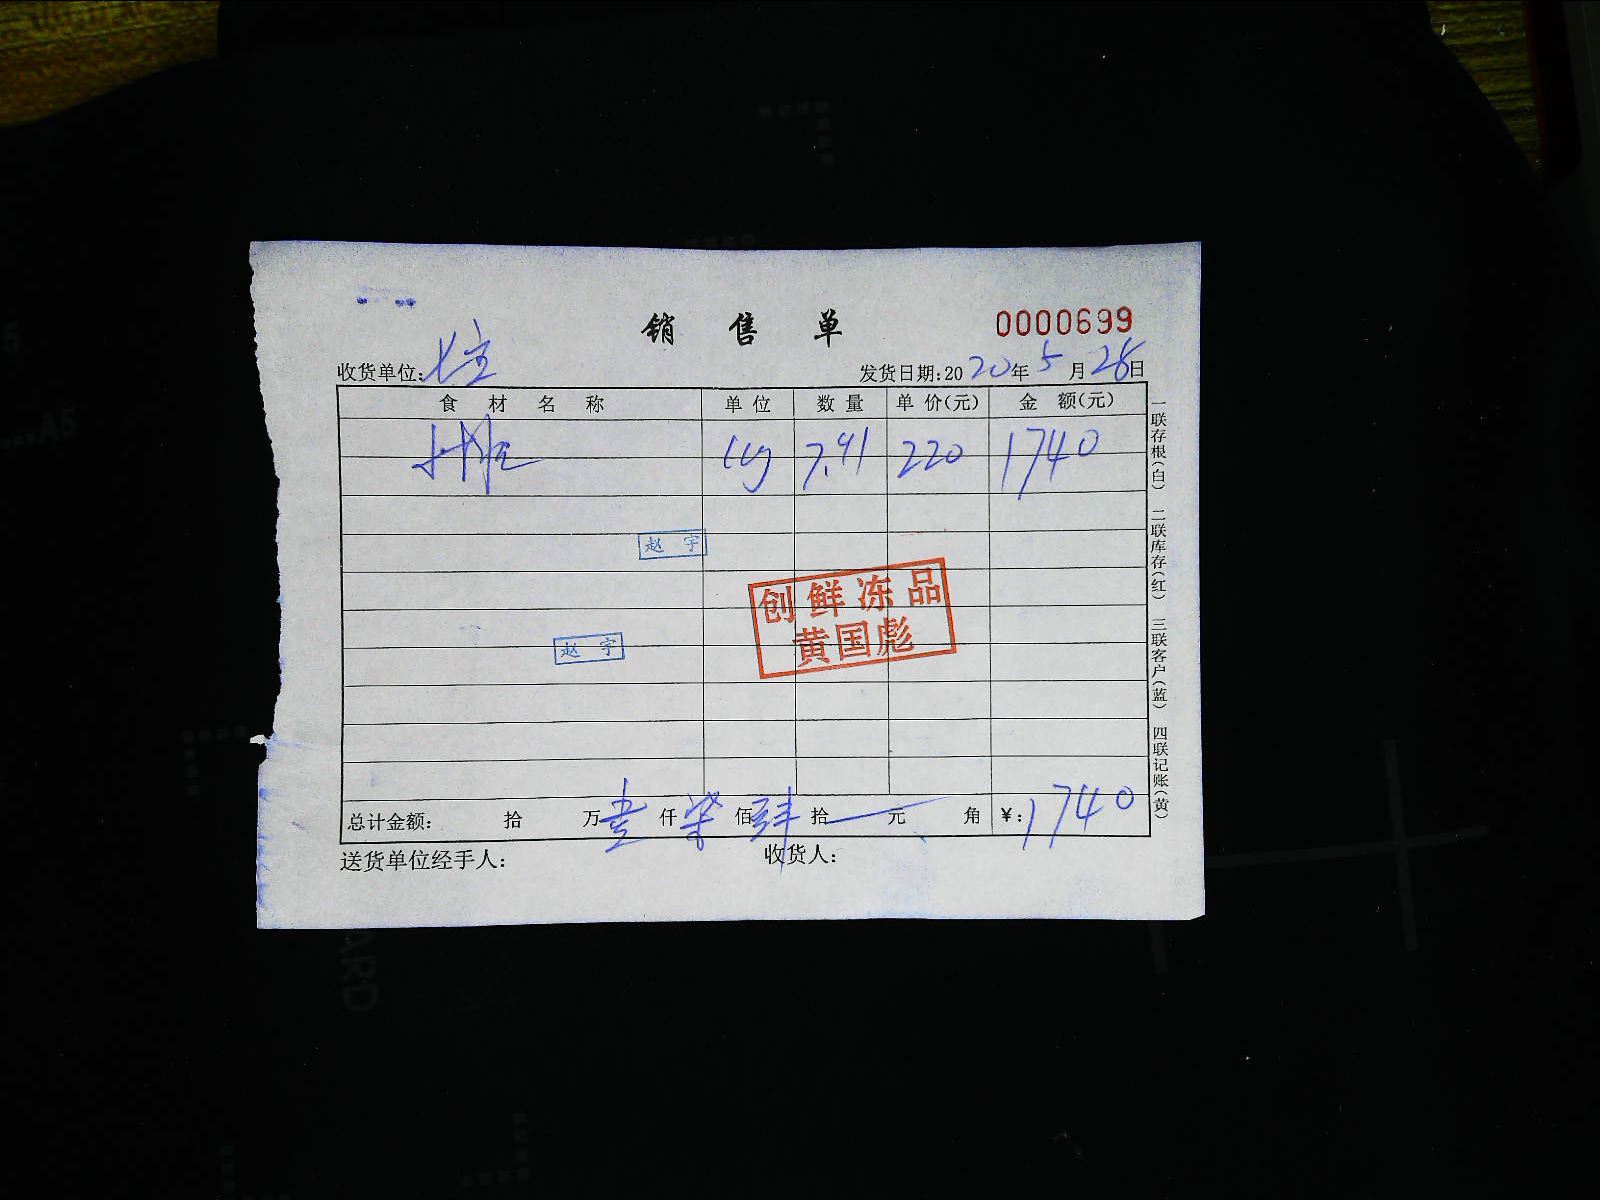 销 售 单
0000699
收货单位:
发货日期:2020年5月28日
食 材 名 称 单 位 数 量 单 价(元) 金 额(元)
kg 7.91 220 1740
赵 宇
创鲜冻品
黄国彪
赵 宇
总计金额: 拾 万壹仟柒佰肆拾 元 角 ¥:1740
送货单位经手人: 收货人:
一联存根(白) 二联库存(红) 三联客户(蓝) 四联记账(黄)
A5